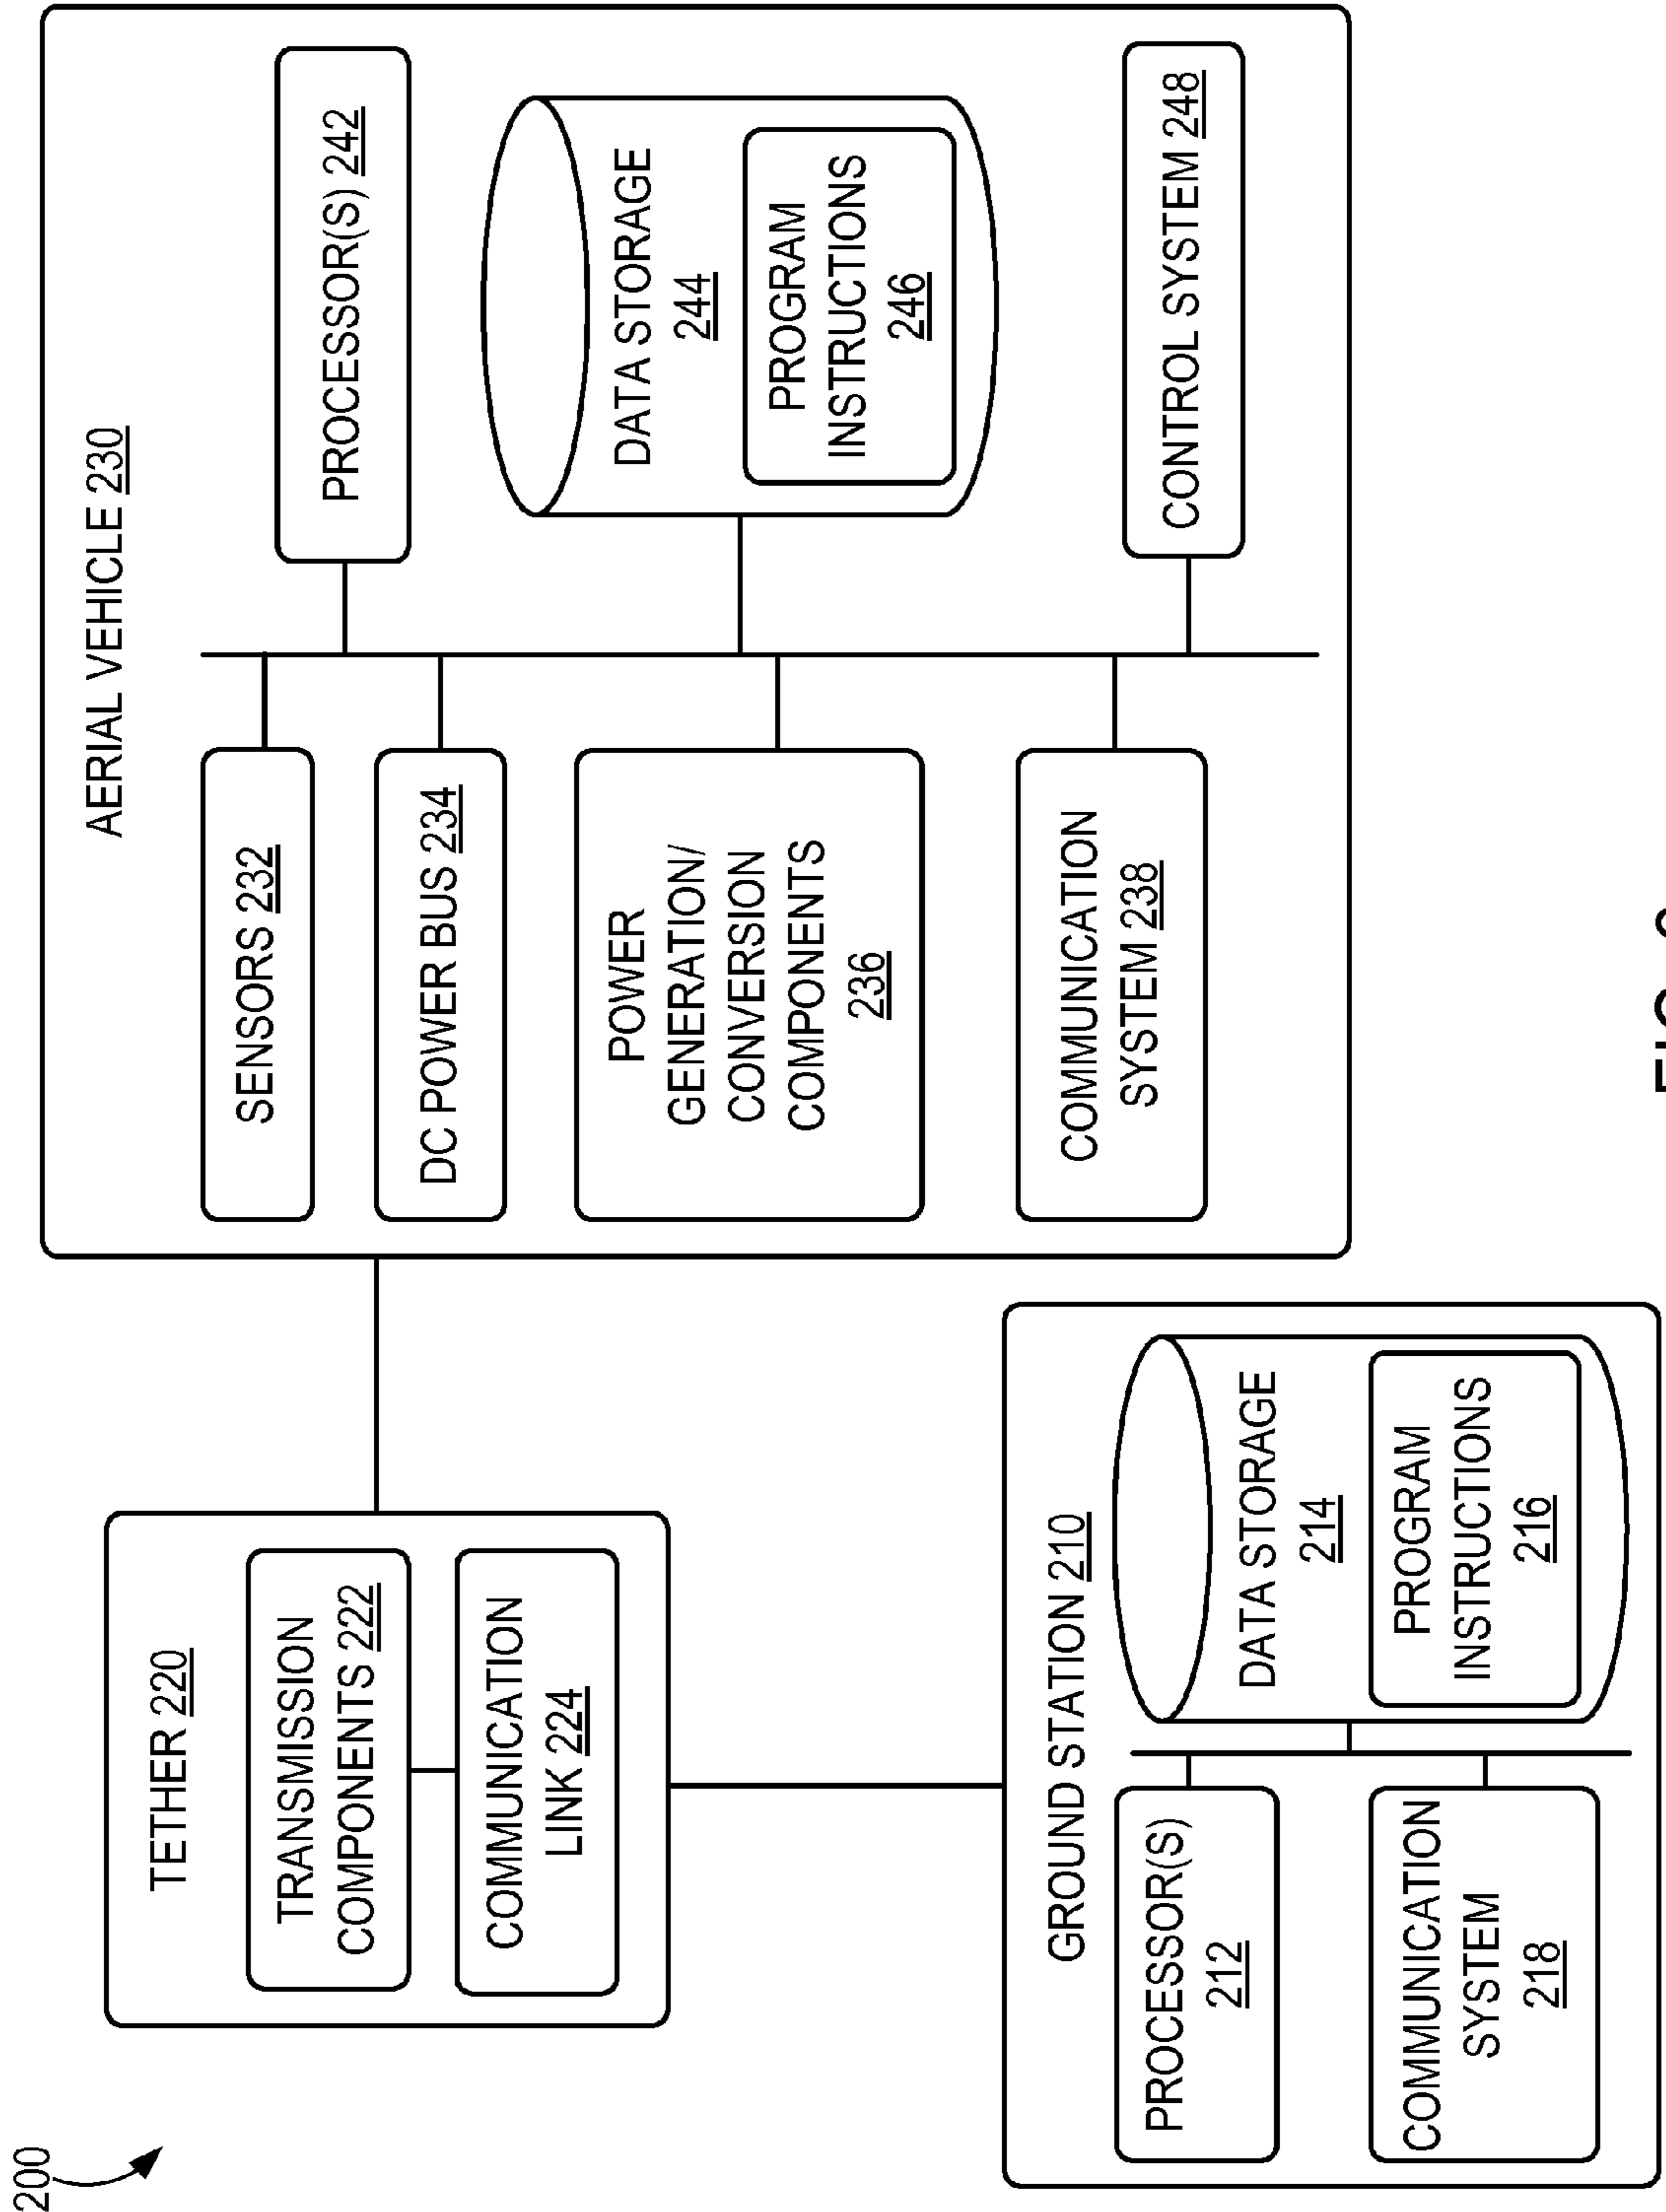 200
TETHER 220
TRANSMISSION
COMPONENTS 222
COMMUNICATION
LINK 224
AERIAL VEHICLE 230
SENSORS 232
DC POWER BUS 234
POWER
GENERATION/
CONVERSION
COMPONENTS
236
COMMUNICATION
SYSTEM 238
PROCESSOR(S) 242
DATA STORAGE
244
PROGRAM
INSTRUCTIONS
246
CONTROL SYSTEM 248
GROUND STATION 210
PROCESSOR(S)
212
COMMUNICATION
SYSTEM
218
DATA STORAGE
214
PROGRAM
INSTRUCTIONS
216